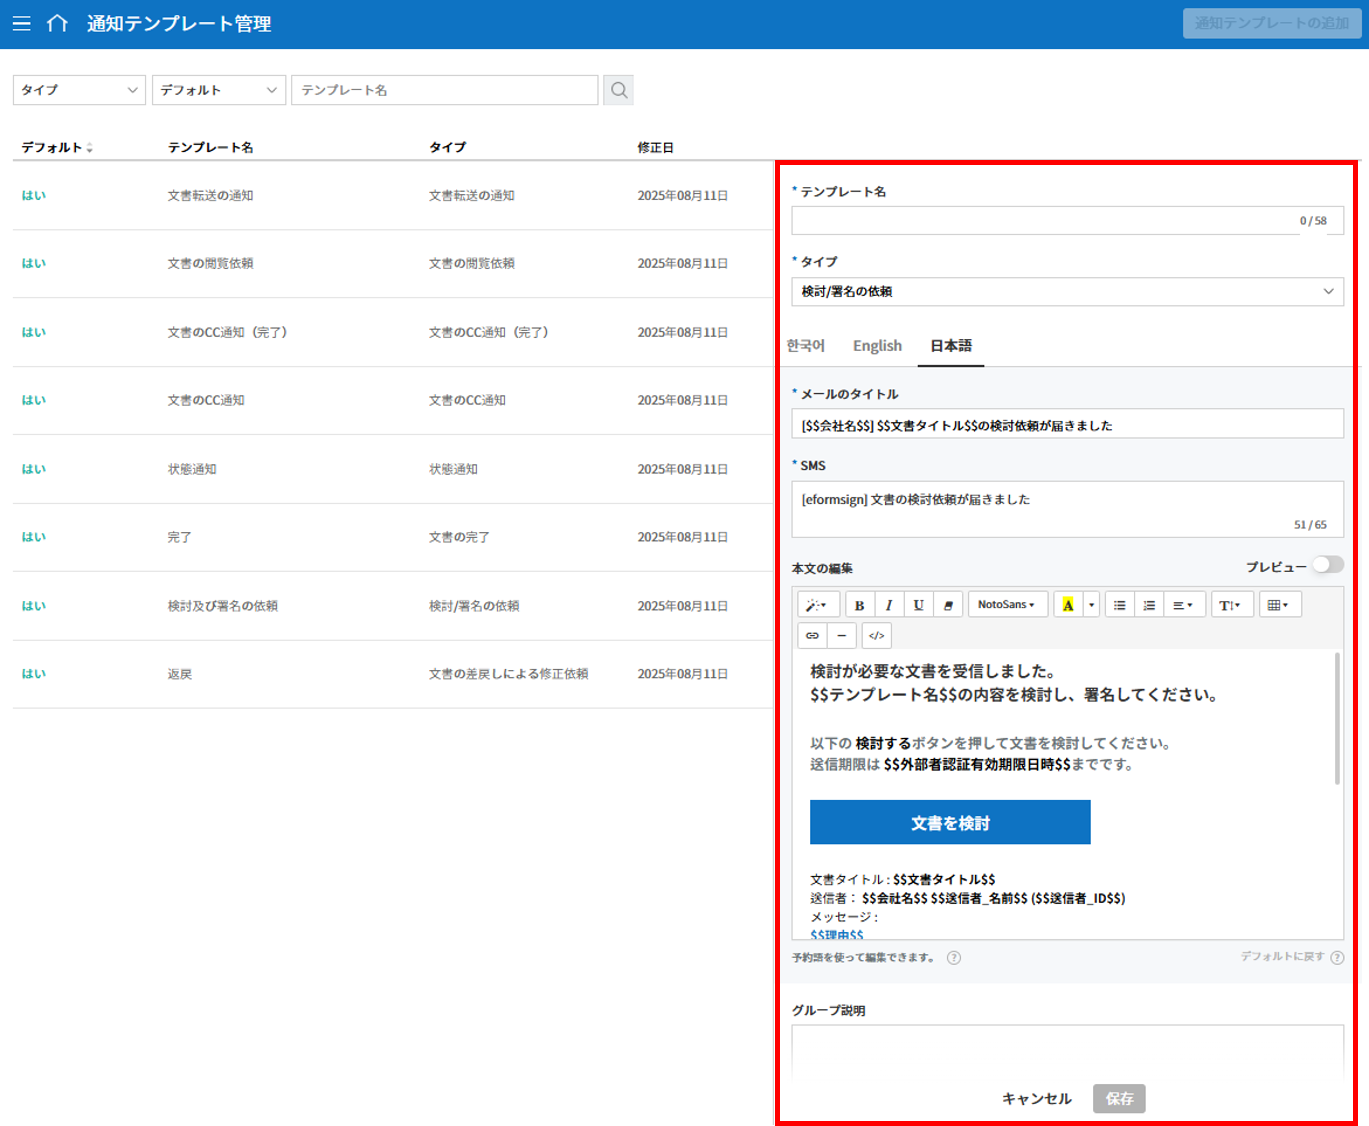 通知テンプレート管理
通知テンプレートの追加
タイプ
デフォルト
テンプレート名
デフォルト テンプレート名 タイプ 修正日
はい 文書転送の通知 文書転送の通知 2025年08月11日
はい 文書の閲覧依頼 文書の閲覧依頼 2025年08月11日
はい 文書のCC通知（完了） 文書のCC通知（完了） 2025年08月11日
はい 文書のCC通知 文書のCC通知 2025年08月11日
はい 状態通知 状態通知 2025年08月11日
はい 完了 文書の完了 2025年08月11日
はい 検討及び署名の依頼 検討/署名の依頼 2025年08月11日
はい 返戻 文書の差戻しによる修正依頼 2025年08月11日
* テンプレート名
0 / 58
* タイプ
検討/署名の依頼
한국어 English 日本語
* メールのタイトル
[$$会社名$$] $$文書タイトル$$の検討依頼が届きました
* SMS
[eformsign] 文書の検討依頼が届きました
51 / 65
本文の編集 プレビュー
B I U NotoSans A T </>
検討が必要な文書を受信しました。
$$テンプレート名$$の内容を検討し、署名してください。
以下の 検討するボタンを押して文書を検討してください。
送信期限は $$外部者認証有効期限日時$$までです。
文書を検討
文書タイトル : $$文書タイトル$$
送信者： $$会社名$$ $$送信者_名前$$ ($$送信者_ID$$)
メッセージ :
$$理由$$
予約語を使って編集できます。 ? デフォルトに戻す ?
グループ説明
キャンセル 保存